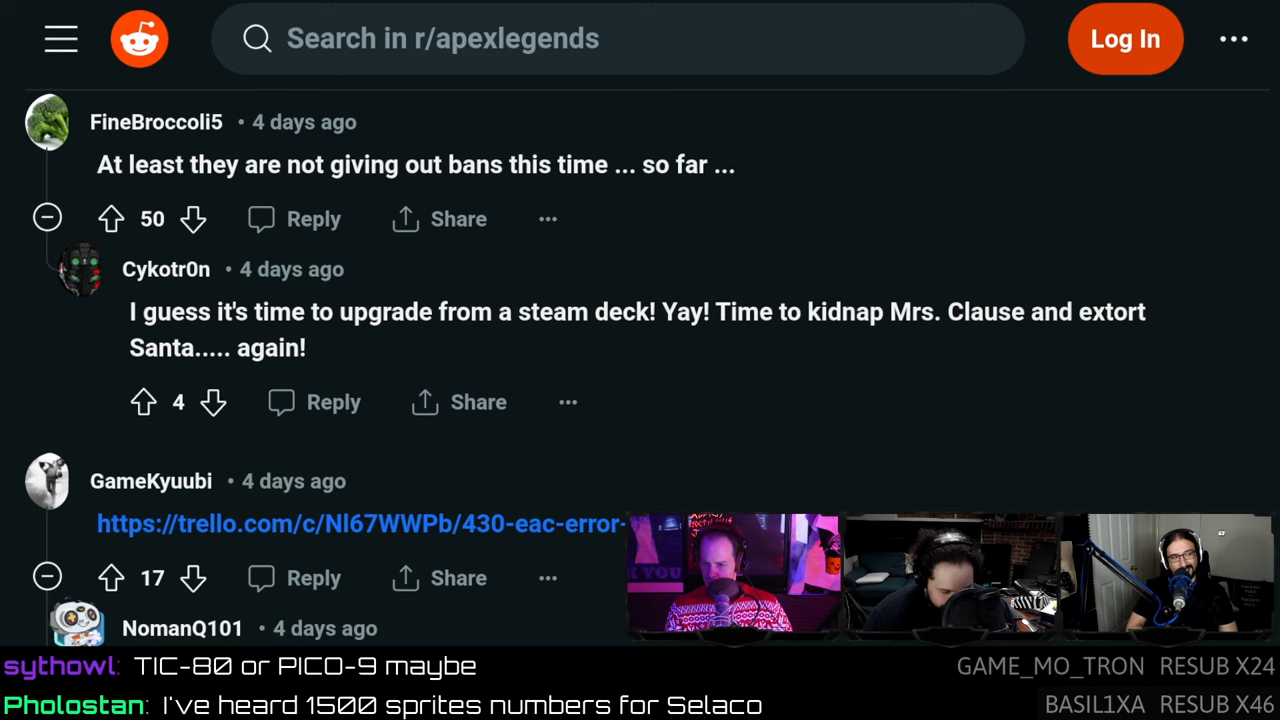 Search in r/apexlegends
Log In
FineBroccoli5 • 4 days ago
At least they are not giving out bans this time ... so far ...
50 Reply Share
Cykotr0n • 4 days ago
I guess it's time to upgrade from a steam deck! Yay! Time to kidnap Mrs. Clause and extort
Santa..... again!
4 Reply Share
GameKyuubi • 4 days ago
https://trello.com/c/Nl67WWPb/430-eac-error-
17 Reply Share
NomanQ101 • 4 days ago
sythowl: TIC-80 or PICO-9 maybe
GAME_MO_TRON RESUB X24
Pholostan: I've heard 1500 sprites numbers for Selaco
BASIL1XA RESUB X46